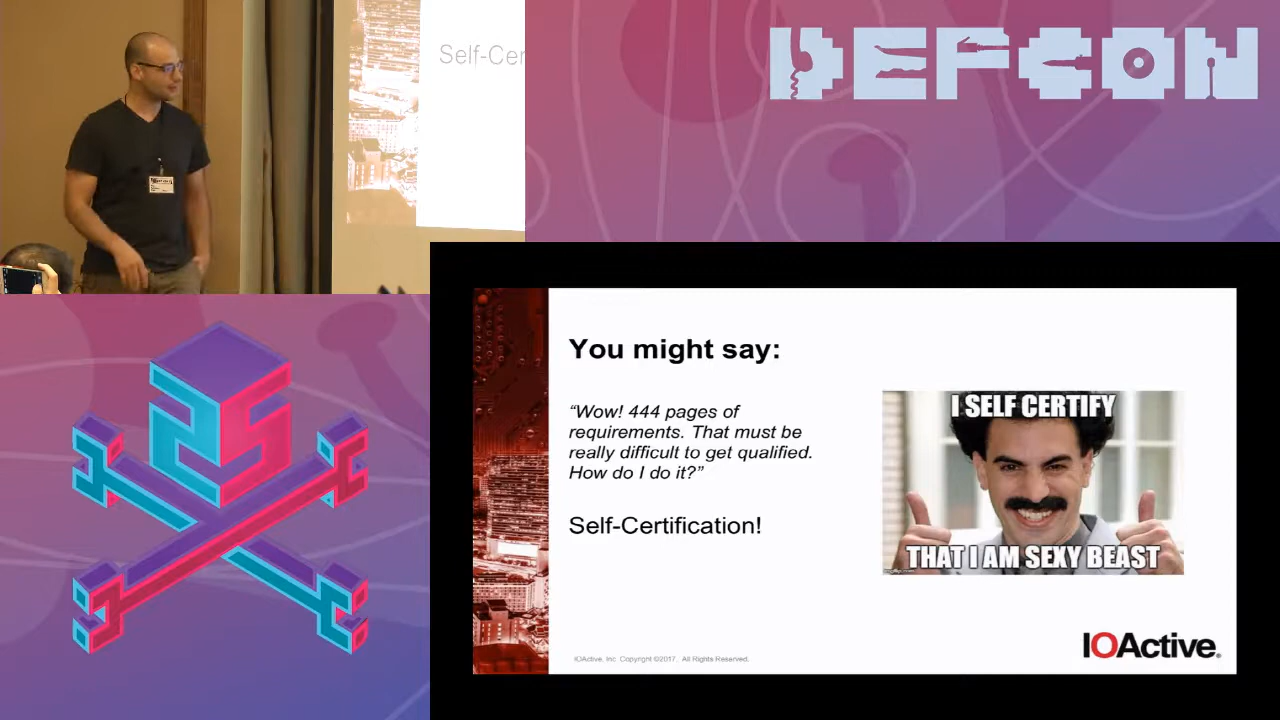 Self-Cer
DEFCON
You might say:
“Wow! 444 pages of
requirements. That must be
really difficult to get qualified.
How do I do it?”
Self-Certification!
I SELF CERTIFY
THAT I AM SEXY BEAST
imgflip.com
IOActive, Inc. Copyright ©2017. All Rights Reserved.
IOActive.